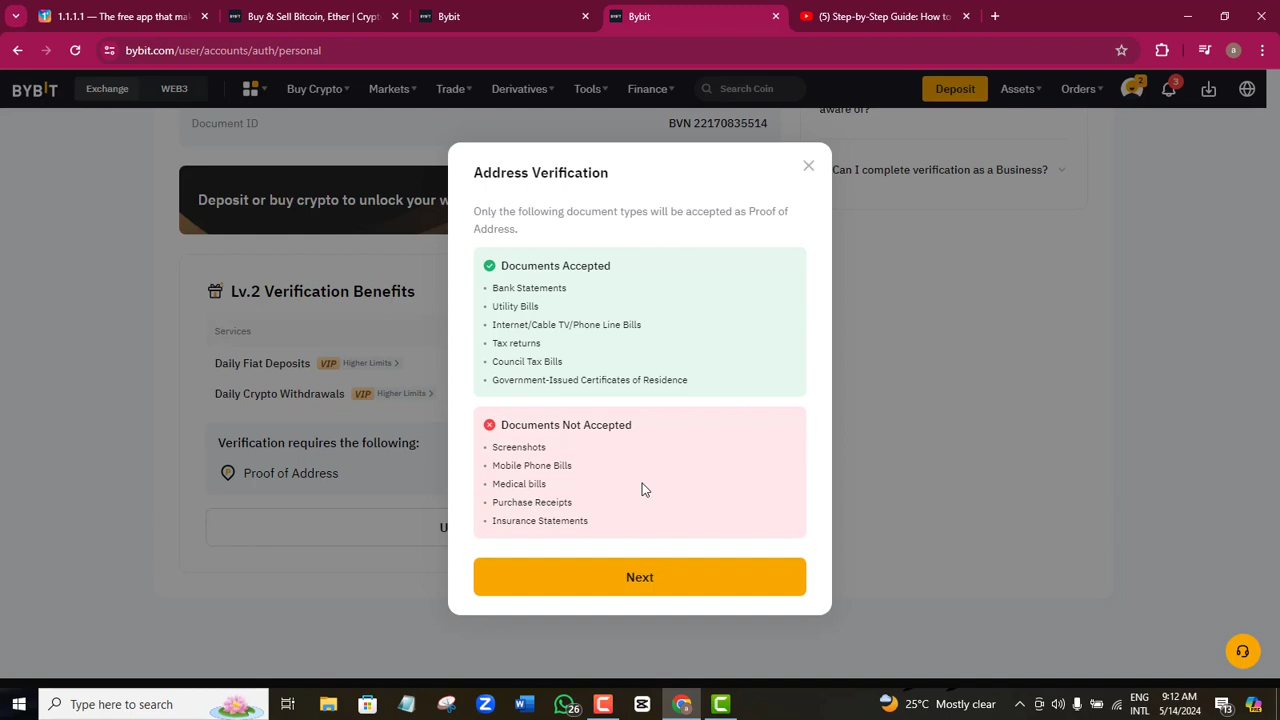 1.1.1.1 — The free app that mak
Buy & Sell Bitcoin, Ether | Crypt
Bybit
Bybit
(5) Step-by-Step Guide: How to
bybit.com/user/accounts/auth/personal
a
BYBIT
Exchange
WEB3
Buy Crypto
Markets
Trade
Derivatives
Tools
Finance
Search Coin
Deposit
2
Assets
3
Orders
Document ID
BVN 22170835514
aware of?
Can I complete verification as a Business?
Deposit or buy crypto to unlock your w
Lv.2 Verification Benefits
Services
Daily Fiat Deposits VIP Higher Limits >
Daily Crypto Withdrawals VIP Higher Limits >
Verification requires the following:
Proof of Address
U
Address Verification
Only the following document types will be accepted as Proof of
Address.
Documents Accepted
• Bank Statements
• Utility Bills
• Internet/Cable TV/Phone Line Bills
• Tax returns
• Council Tax Bills
• Government-Issued Certificates of Residence
Documents Not Accepted
• Screenshots
• Mobile Phone Bills
• Medical bills
• Purchase Receipts
• Insurance Statements
Next
Type here to search
26
a
25°C Mostly clear
ENG
INTL
9:12 AM
5/14/2024
13